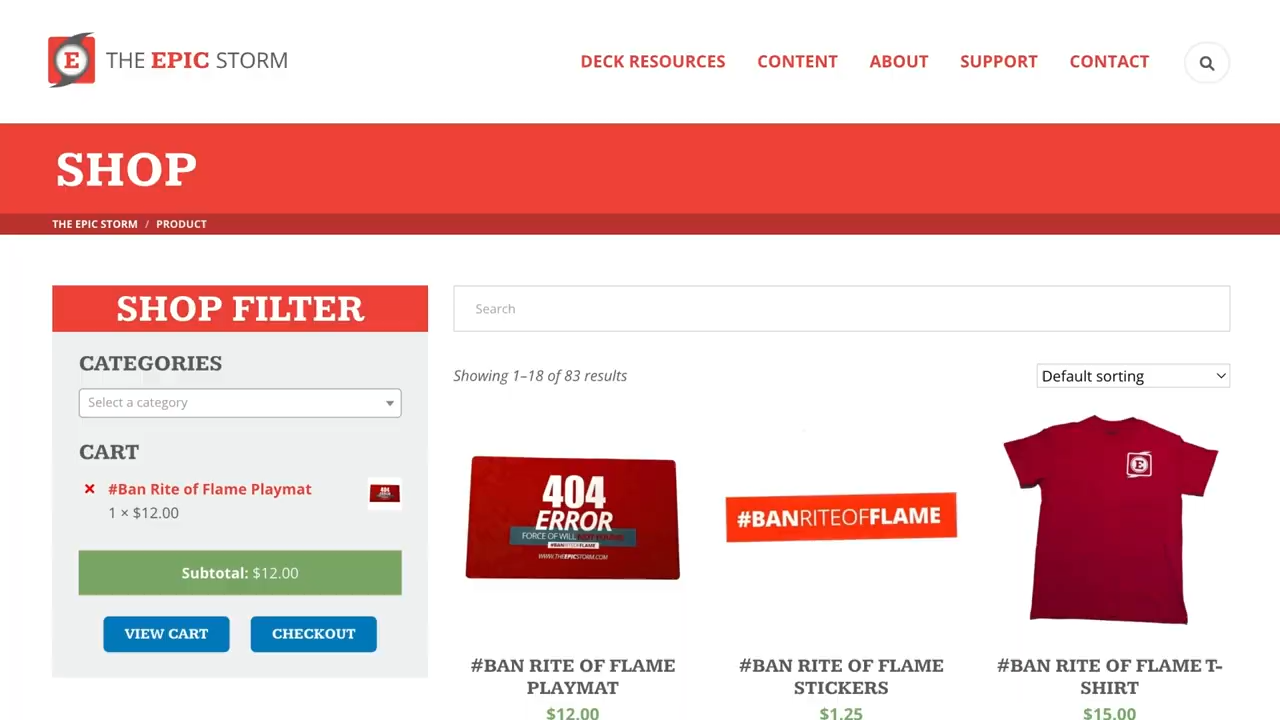 E THE EPIC STORM
DECK RESOURCES CONTENT ABOUT SUPPORT CONTACT
SHOP
THE EPIC STORM / PRODUCT
SHOP FILTER
Search
CATEGORIES
Showing 1–18 of 83 results
Default sorting
Select a category
CART
#Ban Rite of Flame Playmat
1 × $12.00
Subtotal: $12.00
VIEW CART CHECKOUT
404
ERROR
FORCE OF WILL NOT FOUND
#BANRITEOFFLAME
WWW.THEEPICSTORM.COM
#BANRITEOFFLAME
E
#BAN RITE OF FLAME
PLAYMAT
$12.00
#BAN RITE OF FLAME
STICKERS
$1.25
#BAN RITE OF FLAME T-
SHIRT
$15.00